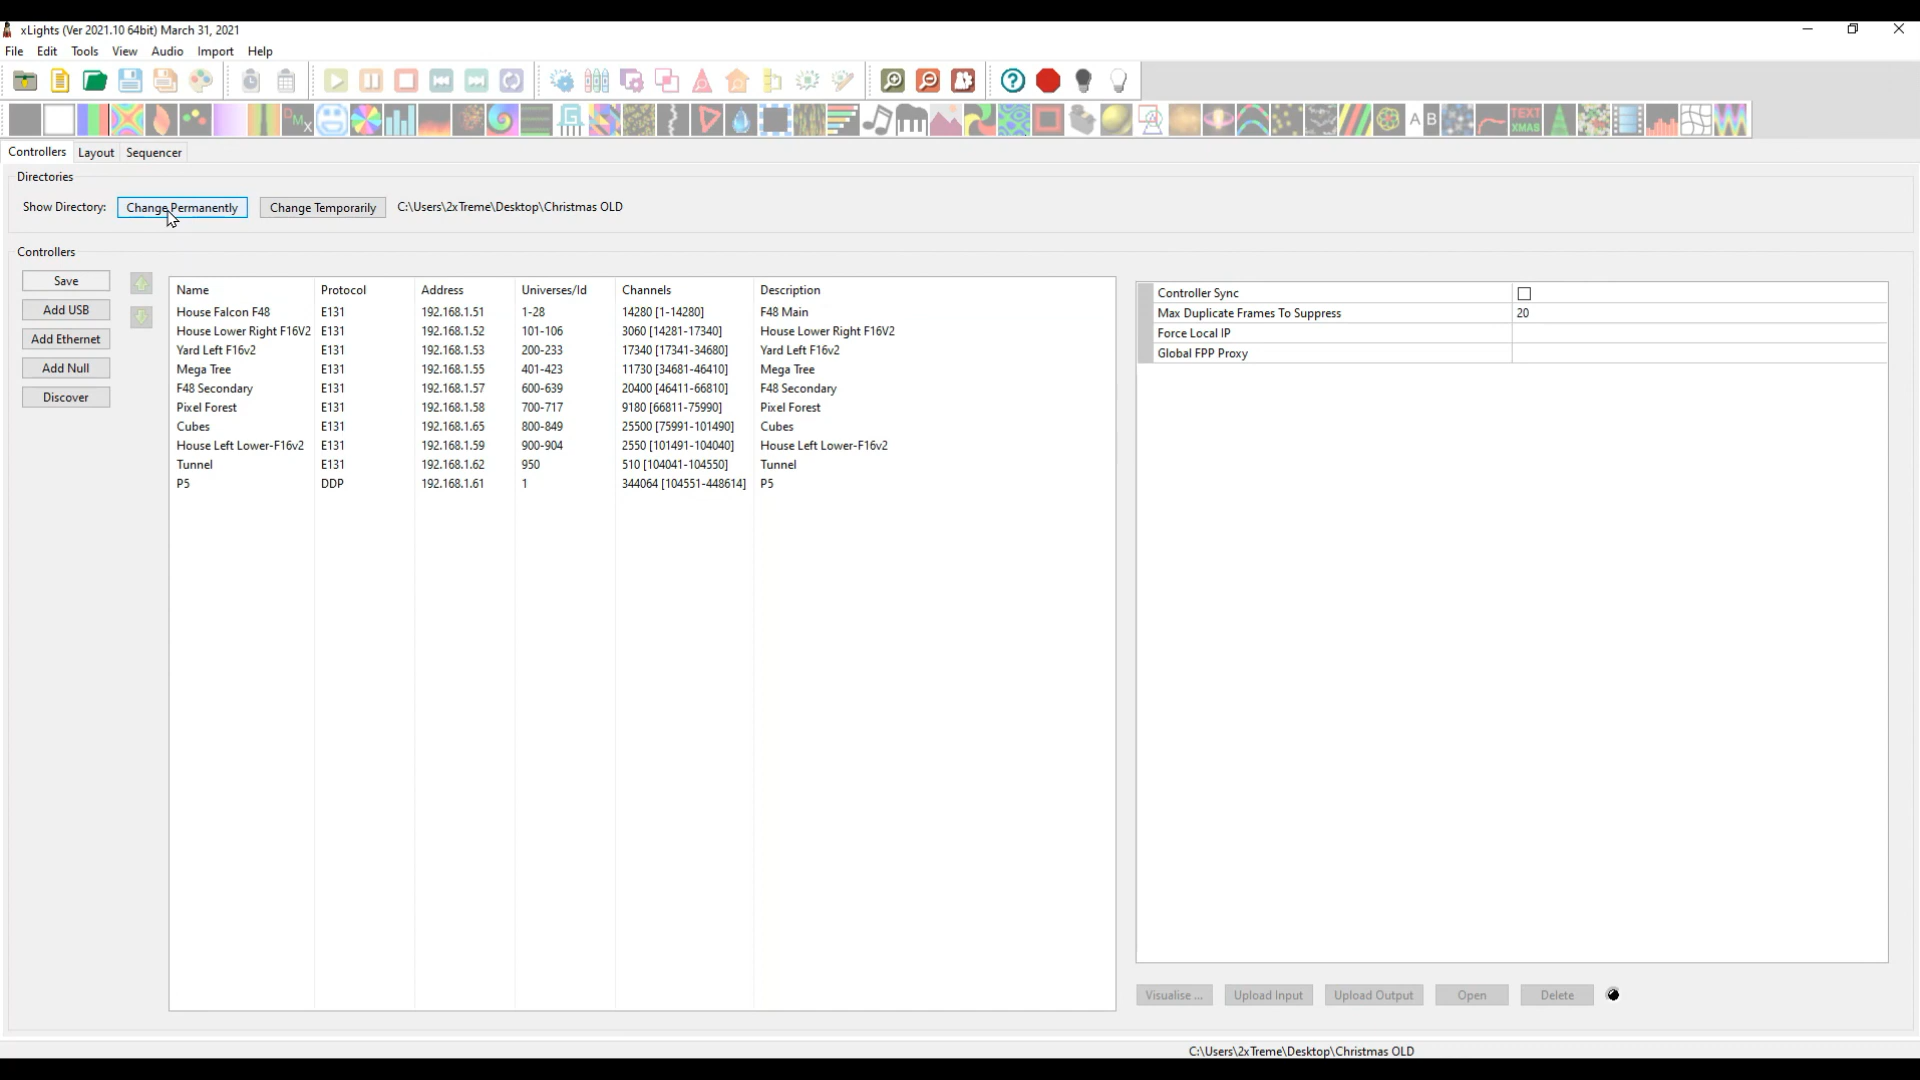 xLights (Ver 2021.10 64bit) March 31, 2021
File Edit Tools View Audio Import Help
DMX A B TEXT XMAS
Controllers Layout Sequencer
Directories
Show Directory: Change Permanently Change Temporarily C:\Users\2xTreme\Desktop\Christmas OLD
Controllers
Save
Add USB
Add Ethernet
Add Null
Discover
Name Protocol Address Universes/Id Channels Description
House Falcon F48 E131 192.168.1.51 1-28 14280 [1-14280] F48 Main
House Lower Right F16V2 E131 192.168.1.52 101-106 3060 [14281-17340] House Lower Right F16V2
Yard Left F16v2 E131 192.168.1.53 200-233 17340 [17341-34680] Yard Left F16v2
Mega Tree E131 192.168.1.55 401-423 11730 [34681-46410] Mega Tree
F48 Secondary E131 192.168.1.57 600-639 20400 [46411-66810] F48 Secondary
Pixel Forest E131 192.168.1.58 700-717 9180 [66811-75990] Pixel Forest
Cubes E131 192.168.1.65 800-849 25500 [75991-101490] Cubes
House Left Lower-F16v2 E131 192.168.1.59 900-904 2550 [101491-104040] House Left Lower-F16v2
Tunnel E131 192.168.1.62 950 510 [104041-104550] Tunnel
P5 DDP 192.168.1.61 1 344064 [104551-448614] P5
Controller Sync
Max Duplicate Frames To Suppress 20
Force Local IP
Global FPP Proxy
Visualise ... Upload Input Upload Output Open Delete
C:\Users\2xTreme\Desktop\Christmas OLD